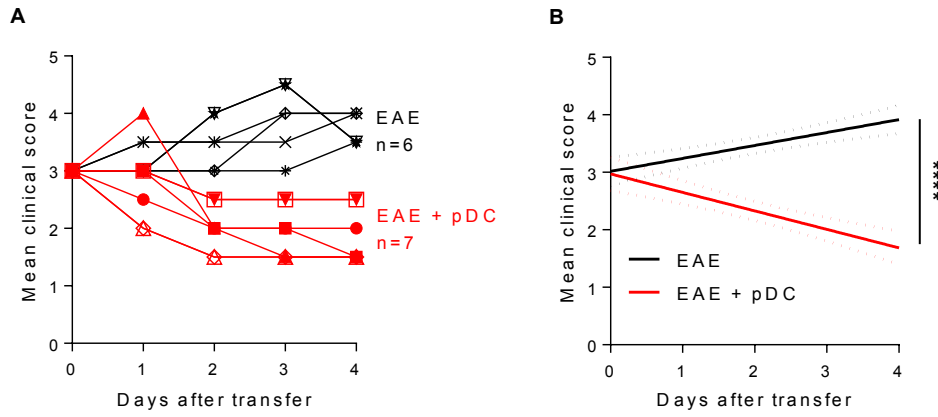 A
Mean clinical score
5
4
3
2
1
0
0 1 2 3 4
Days after transfer
EAE
n=6
EAE + pDC
n=7
B
Mean clinical score
5
4
3
2
1
0
0 1 2 3 4
Days after transfer
EAE
EAE + pDC
****